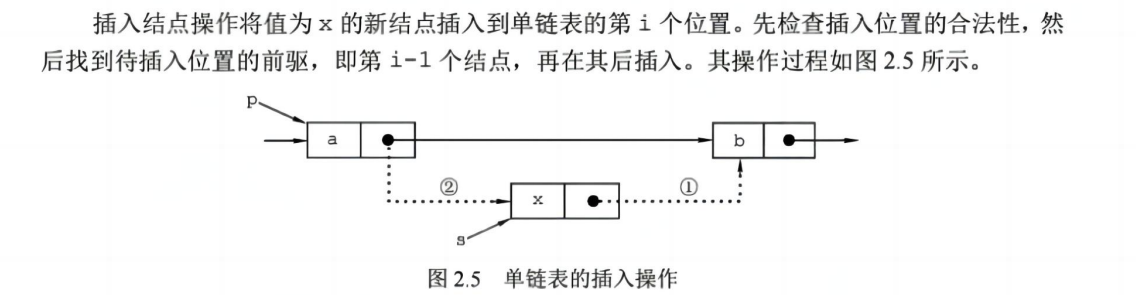 插入结点操作将值为 x 的新结点插入到单链表的第 i 个位置。先检查插入位置的合法性，然
后找到待插入位置的前驱，即第 i-1 个结点，再在其后插入。其操作过程如图 2.5 所示。
p
a
b
②
①
x
s
图 2.5 单链表的插入操作